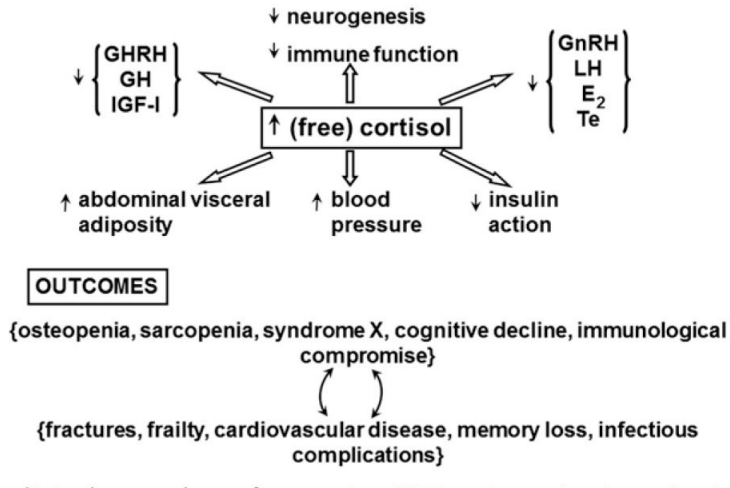 ↓ neurogenesis
↓ immune function
↓ { GHRH
GH
IGF-I }
↓ { GnRH
LH
E₂
Te }
↑ (free) cortisol
↑ abdominal visceral
adiposity
↑ blood
pressure
↓ insulin
action
OUTCOMES
{osteopenia, sarcopenia, syndrome X, cognitive decline, immunological
compromise}
{fractures, frailty, cardiovascular disease, memory loss, infectious
complications}